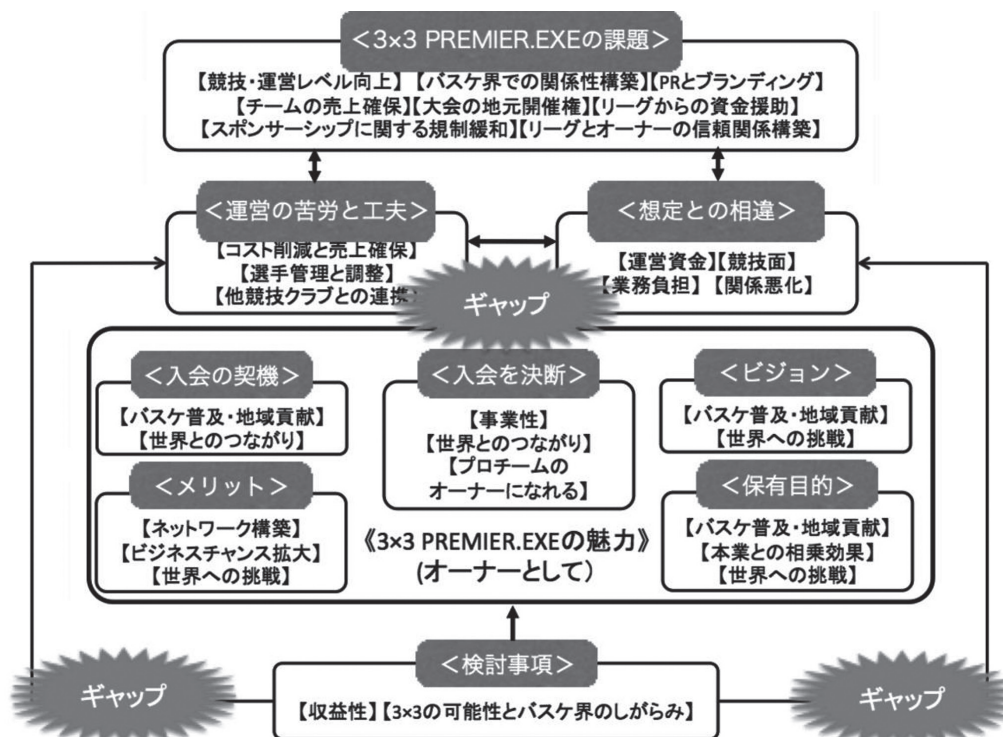 ＜3×3 PREMIER.EXEの課題＞
【競技・運営レベル向上】【バスケ界での関係性構築】【PRとブランディング】
【チームの売上確保】【大会の地元開催権】【リーグからの資金援助】
【スポンサーシップに関する規制緩和】【リーグとオーナーの信頼関係構築】
＜運営の苦労と工夫＞
【コスト削減と売上確保】
【選手管理と調整】
【他競技クラブとの連携】
＜想定との相違＞
【運営資金】【競技面】
【業務負担】【関係悪化】
ギャップ
＜入会の契機＞
【バスケ普及・地域貢献】
【世界とのつながり】
＜入会を決断＞
【事業性】
【世界とのつながり】
【プロチームの
オーナーになれる】
＜ビジョン＞
【バスケ普及・地域貢献】
【世界への挑戦】
＜メリット＞
【ネットワーク構築】
【ビジネスチャンス拡大】
【世界への挑戦】
《3×3 PREMIER.EXEの魅力》
(オーナーとして)
＜保有目的＞
【バスケ普及・地域貢献】
【本業との相乗効果】
【世界への挑戦】
ギャップ
＜検討事項＞
【収益性】【3×3の可能性とバスケ界のしがらみ】
ギャップ